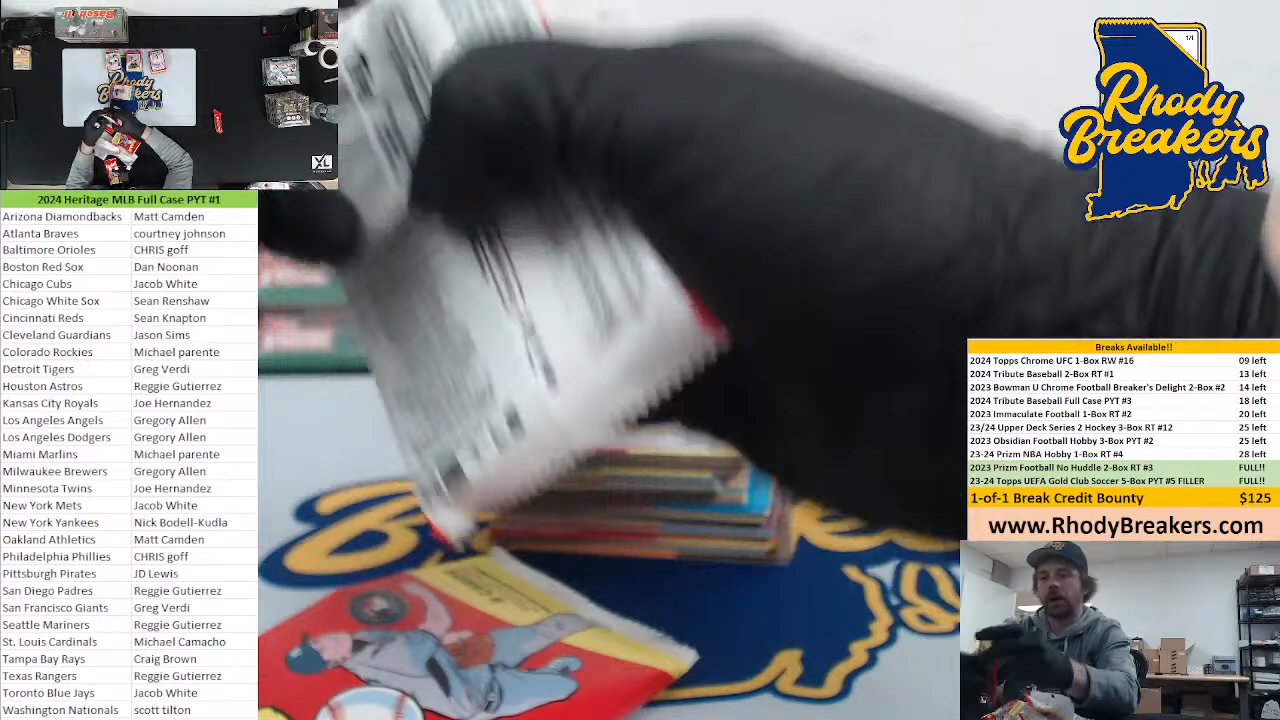 Rhody
Breakers
XL
1/1
Rhody
Breakers
2024 Heritage MLB Full Case PYT #1
Arizona Diamondbacks Matt Camden
Atlanta Braves courtney johnson
Baltimore Orioles CHRIS goff
Boston Red Sox Dan Noonan
Chicago Cubs Jacob White
Chicago White Sox Sean Renshaw
Cincinnati Reds Sean Knapton
Cleveland Guardians Jason Sims
Colorado Rockies Michael parente
Detroit Tigers Greg Verdi
Houston Astros Reggie Gutierrez
Kansas City Royals Joe Hernandez
Los Angeles Angels Gregory Allen
Los Angeles Dodgers Gregory Allen
Miami Marlins Michael parente
Milwaukee Brewers Gregory Allen
Minnesota Twins Joe Hernandez
New York Mets Jacob White
New York Yankees Nick Bodell-Kudla
Oakland Athletics Matt Camden
Philadelphia Phillies CHRIS goff
Pittsburgh Pirates JD Lewis
San Diego Padres Reggie Gutierrez
San Francisco Giants Greg Verdi
Seattle Mariners Reggie Gutierrez
St. Louis Cardinals Michael Camacho
Tampa Bay Rays Craig Brown
Texas Rangers Reggie Gutierrez
Toronto Blue Jays Jacob White
Washington Nationals scott tilton
Breaks Available!!
2024 Topps Chrome UFC 1-Box RW #16 09 left
2024 Tribute Baseball 2-Box RT #1 13 left
2023 Bowman U Chrome Football Breaker's Delight 2-Box #2 14 left
2024 Tribute Baseball Full Case PYT #3 18 left
2023 Immaculate Football 1-Box RT #2 20 left
23/24 Upper Deck Series 2 Hockey 3-Box RT #12 25 left
2023 Obsidian Football Hobby 3-Box PYT #2 25 left
23-24 Prizm NBA Hobby 1-Box RT #4 28 left
2023 Prizm Football No Huddle 2-Box RT #3 FULL!!
23-24 Topps UEFA Gold Club Soccer 5-Box PYT #5 FILLER FULL!!
1-of-1 Break Credit Bounty $125
www.RhodyBreakers.com